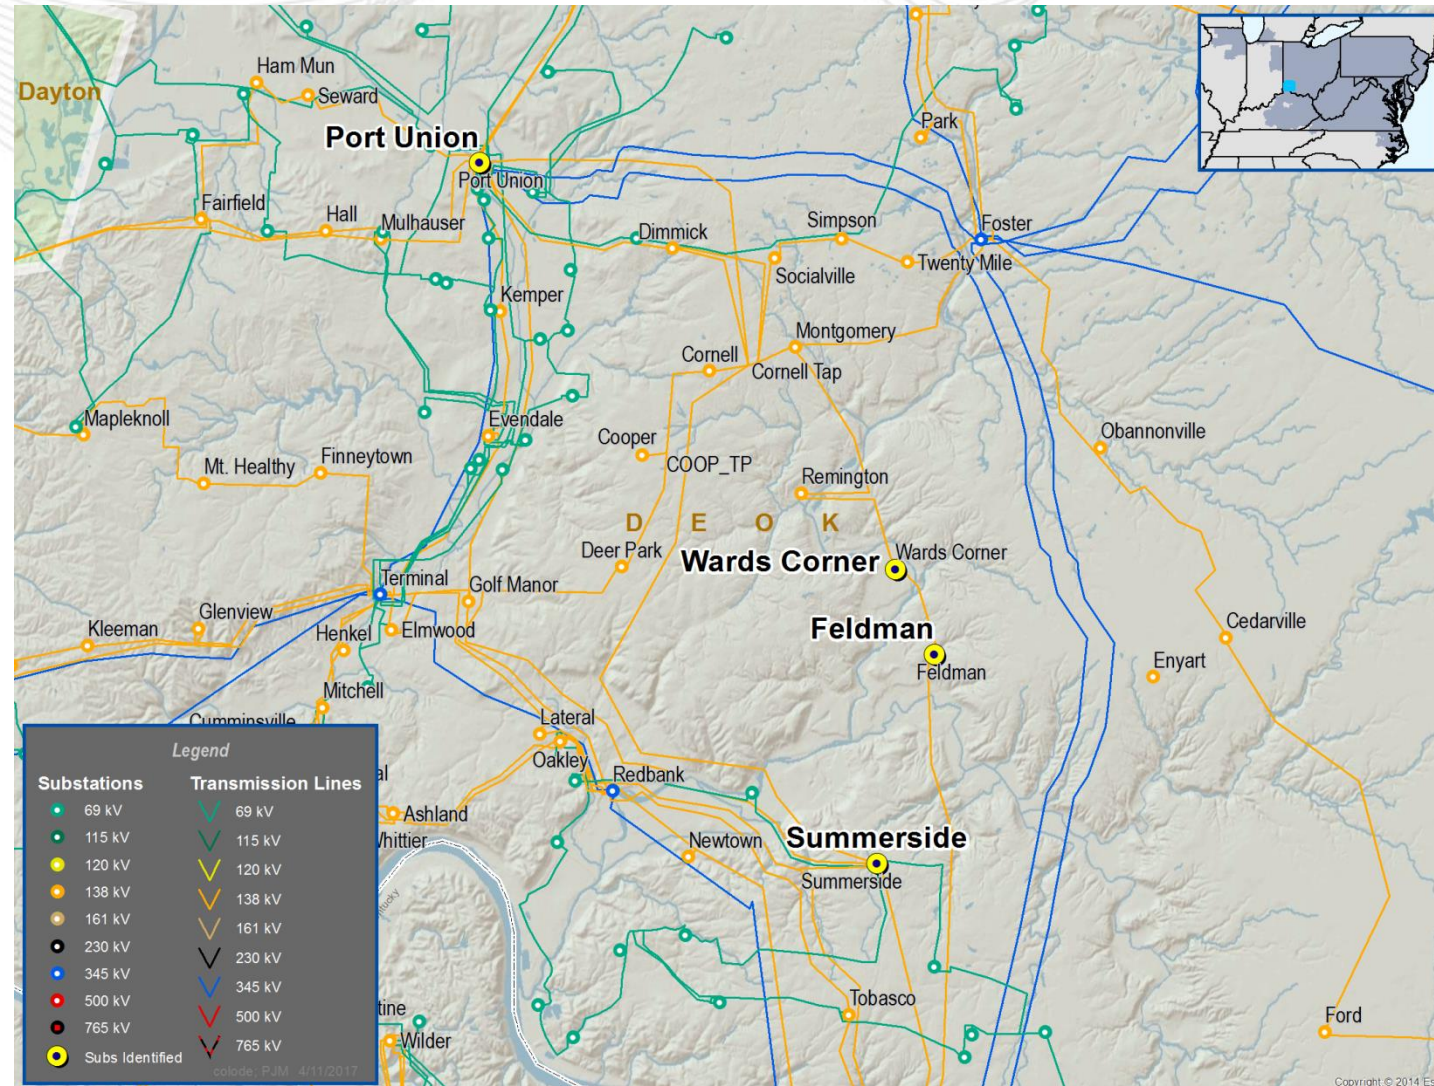 Ham Mun
Dayton
Seward
Port Union
Port Union
Park
Fairfield
Hall
Mulhauser
Dimmick
Simpson
Foster
Socialville
Twenty Mile
Kemper
Montgomery
Cornell
Cornell Tap
Mapleknoll
Evendale
Obannonville
Mt. Healthy
Finneytown
Cooper
COOP_TP
Remington
D E O K
Deer Park
Wards Corner
Wards Corner
Terminal
Golf Manor
Glenview
Kleeman
Henkel
Elmwood
Feldman
Feldman
Cedarville
Enyart
Mitchell
Cumminsville
Lateral
Oakley
Redbank
Ashland
Newtown
Summerside
Summerside
Tobasco
Ford
Wilder
Legend
Substations Transmission Lines
69 kV 69 kV
115 kV 115 kV
120 kV 120 kV
138 kV 138 kV
161 kV 161 kV
230 kV 230 kV
345 kV 345 kV
500 kV 500 kV
765 kV 765 kV
Subs Identified
colode, PJM 4/11/2017
Copyright © 2014 Es